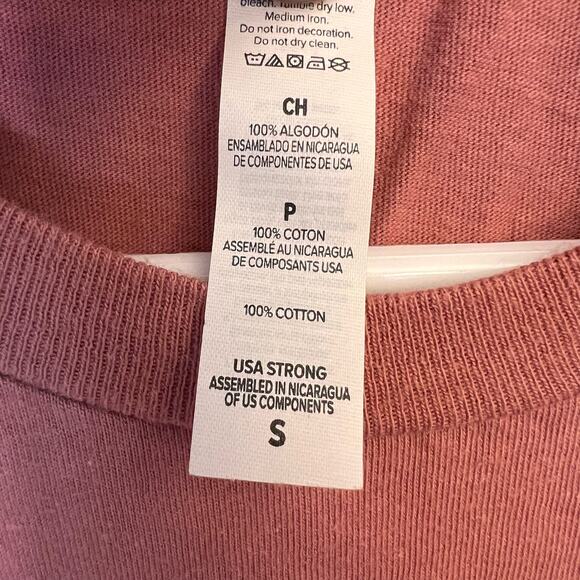 bleach. Tumble dry low.
Medium iron.
Do not iron decoration.
Do not dry clean.
CH
100% ALGODÓN
ENSAMBLADO EN NICARAGUA
DE COMPONENTES DE USA
P
100% COTON
ASSEMBLÉ AU NICARAGUA
DE COMPOSANTS USA
100% COTTON
USA STRONG
ASSEMBLED IN NICARAGUA
OF US COMPONENTS
S